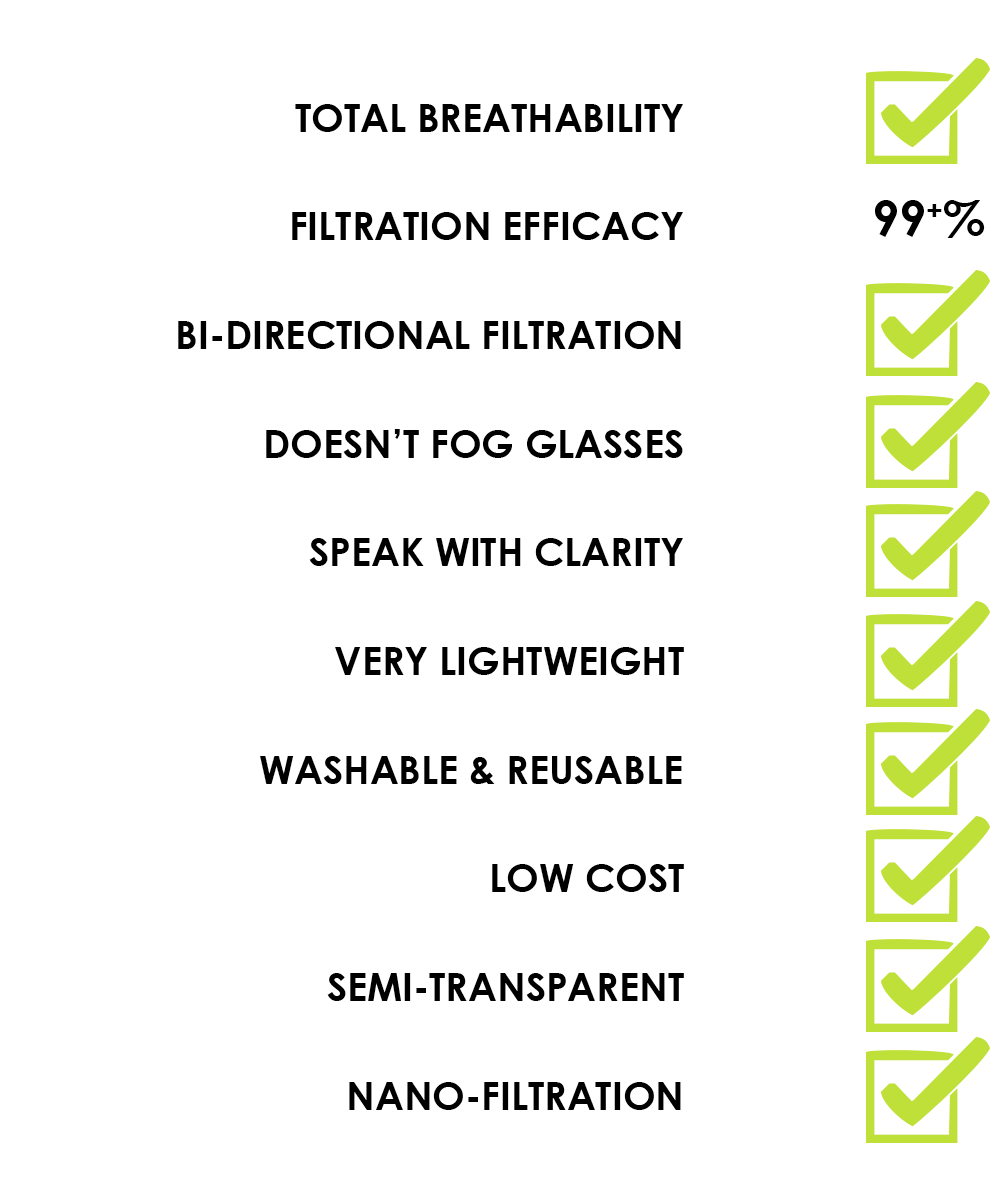 TOTAL BREATHABILITY
FILTRATION EFFICACY 99+%
BI-DIRECTIONAL FILTRATION
DOESN’T FOG GLASSES
SPEAK WITH CLARITY
VERY LIGHTWEIGHT
WASHABLE & REUSABLE
LOW COST
SEMI-TRANSPARENT
NANO-FILTRATION